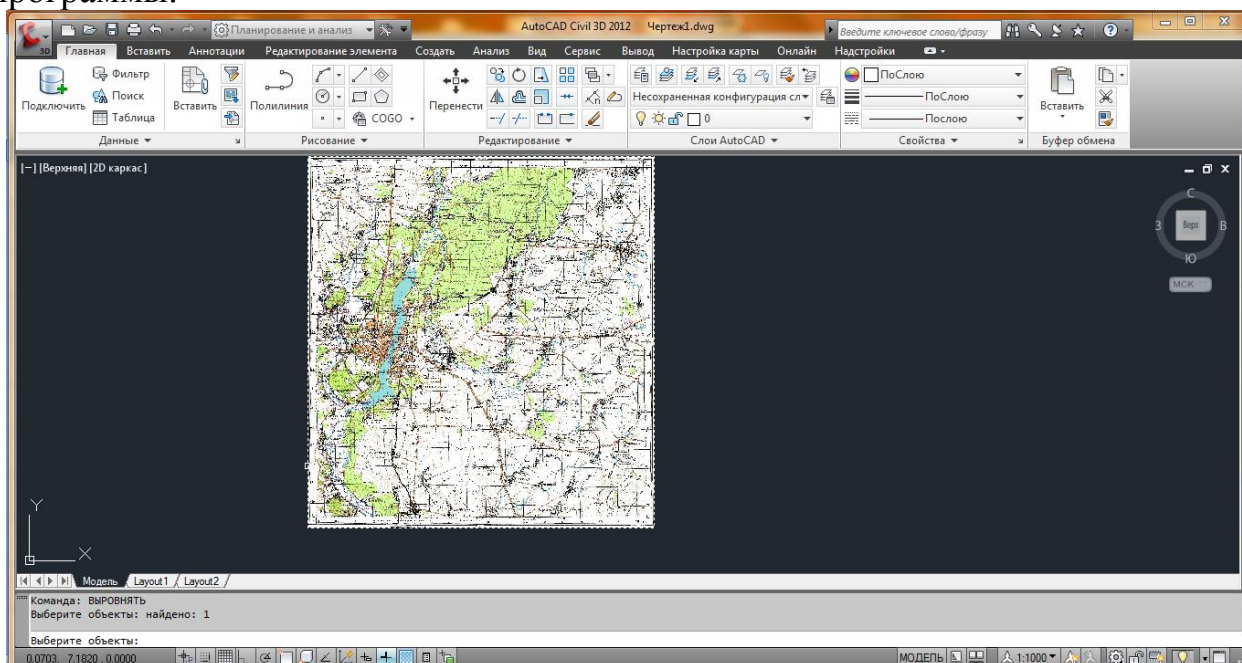 программы.
AutoCAD Civil 3D 2012 Чертеж1.dwg
Планирование и анализ
Введите ключевое слово/фразу
3D Главная Вставить Аннотации Редактирование элемента Создать Анализ Вид Сервис Вывод Настройка карты Онлайн Надстройки
Подключить
Фильтр
Поиск
Таблица
Данные
Вставить
Полилиния
COGO
Рисование
Перенести
Редактирование
Несохраненная конфигурация сл
0
Слои AutoCAD
ПоСлою
ПоСлою
Послою
Свойства
Вставить
Буфер обмена
[−] [Верхняя] [2D каркас]
С
З Верх В
Ю
МСК
Y
X
Модель Layout1 Layout2
Команда: ВЫРОВНЯТЬ
Выберите объекты: найдено: 1
Выберите объекты:
0.0703, 7.1820, 0.0000
МОДЕЛЬ 1:1000